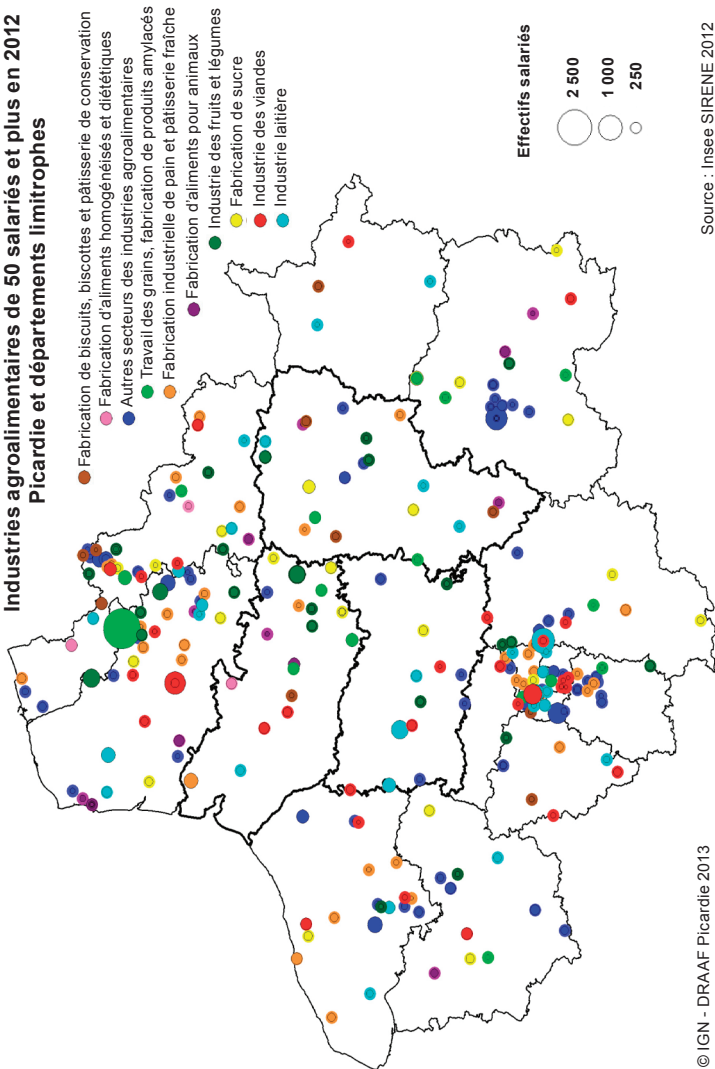 Industries agroalimentaires de 50 salariés et plus en 2012
Picardie et départements limitrophes
Fabrication de biscuits, biscottes et pâtisserie de conservation
Fabrication d'aliments homogénéisés et diététiques
Autres secteurs des industries agroalimentaires
Travail des grains, fabrication de produits amylacés
Fabrication industrielle de pain et pâtisserie fraîche
Fabrication d'aliments pour animaux
Industrie des fruits et légumes
Fabrication de sucre
Industrie des viandes
Industrie laitière
Effectifs salariés
2 500
1 000
250
© IGN - DRAAF Picardie 2013
Source : Insee SIRENE 2012